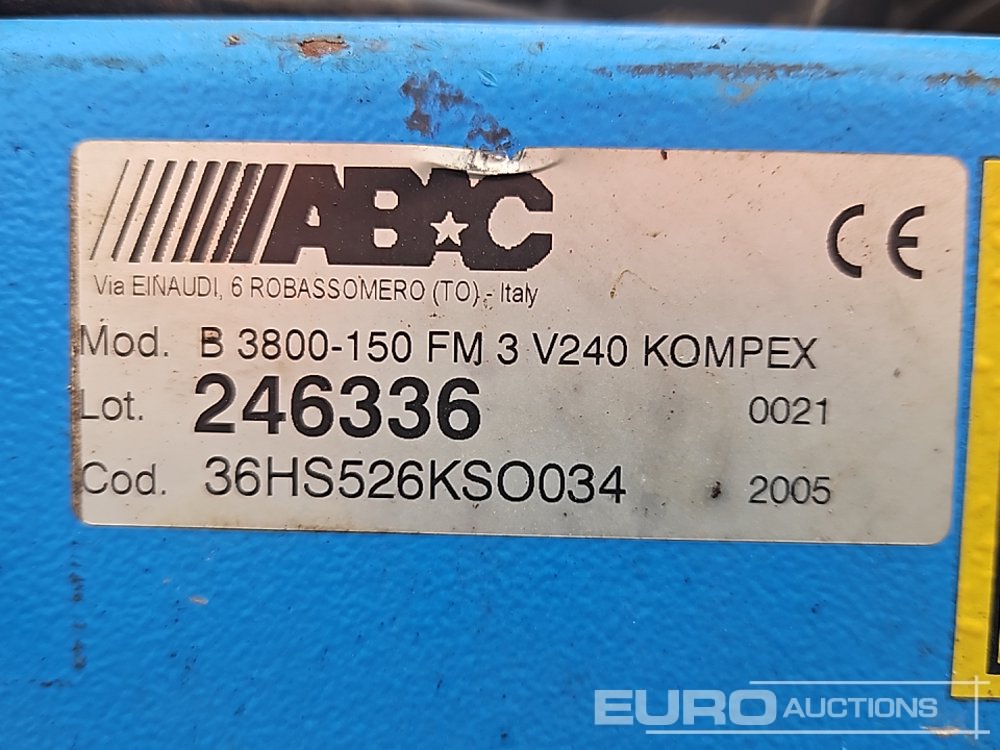 ABAC
CE
Via EINAUDI, 6 ROBASSOMERO (TO) - Italy
Mod. B 3800-150 FM 3 V240 KOMPEX
Lot. 246336 0021
Cod. 36HS526KSO034 2005
EURO AUCTIONS